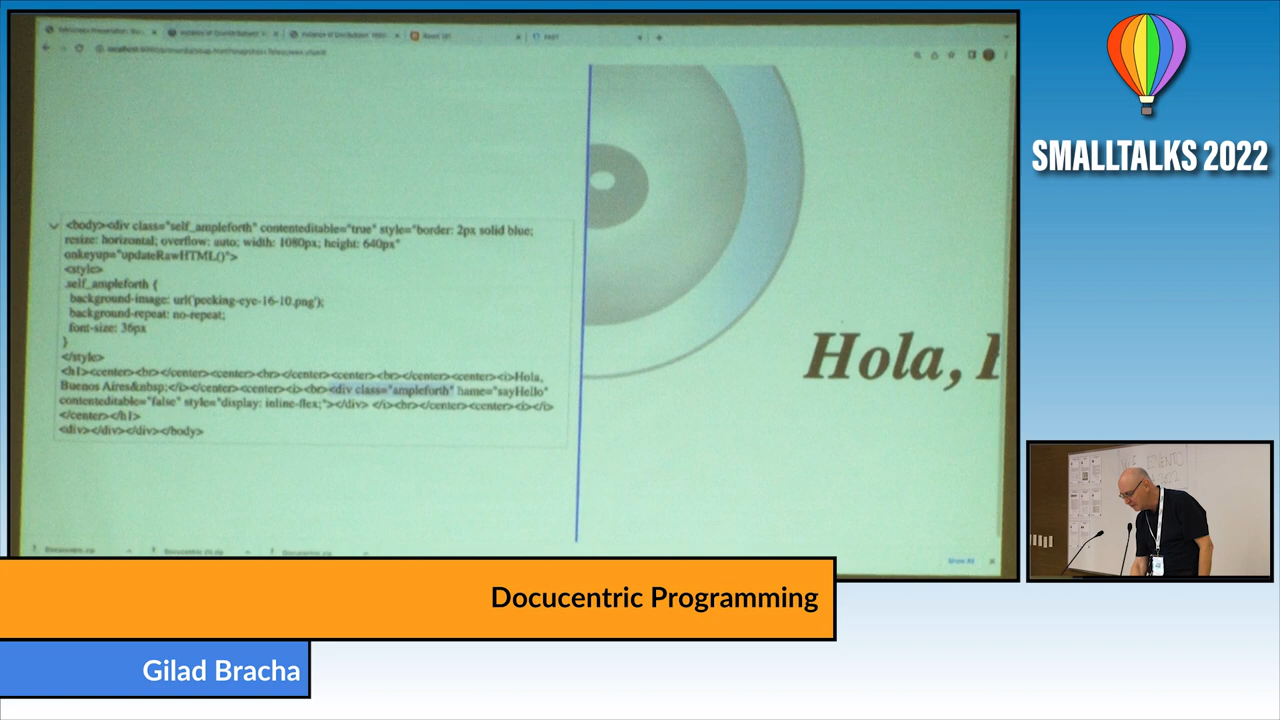 SMALLTALKS 2022
<body><div class="self_ampleforth" contenteditable="true" style="border: 2px solid blue;
resize: horizontal; overflow: auto; width: 1080px; height: 640px"
onkeyup="updateRawHTML()">
<style>
.self_ampleforth {
background-image: url('peeking-eye-16-10.png');
background-repeat: no-repeat;
font-size: 36px
}
</style>
<h1><center><br></center><center><br></center><center><br></center><center><i>Hola,
Buenos Aires&nbsp;</i></center><center><i><br><div class="ampleforth" name="sayHello"
contenteditable="false" style="display: inline-flex;"></div> </i><br></center><center><i></i>
</center></h1>
<div></div></div></body>
Hola,
Show All
Docucentric Programming
Gilad Bracha